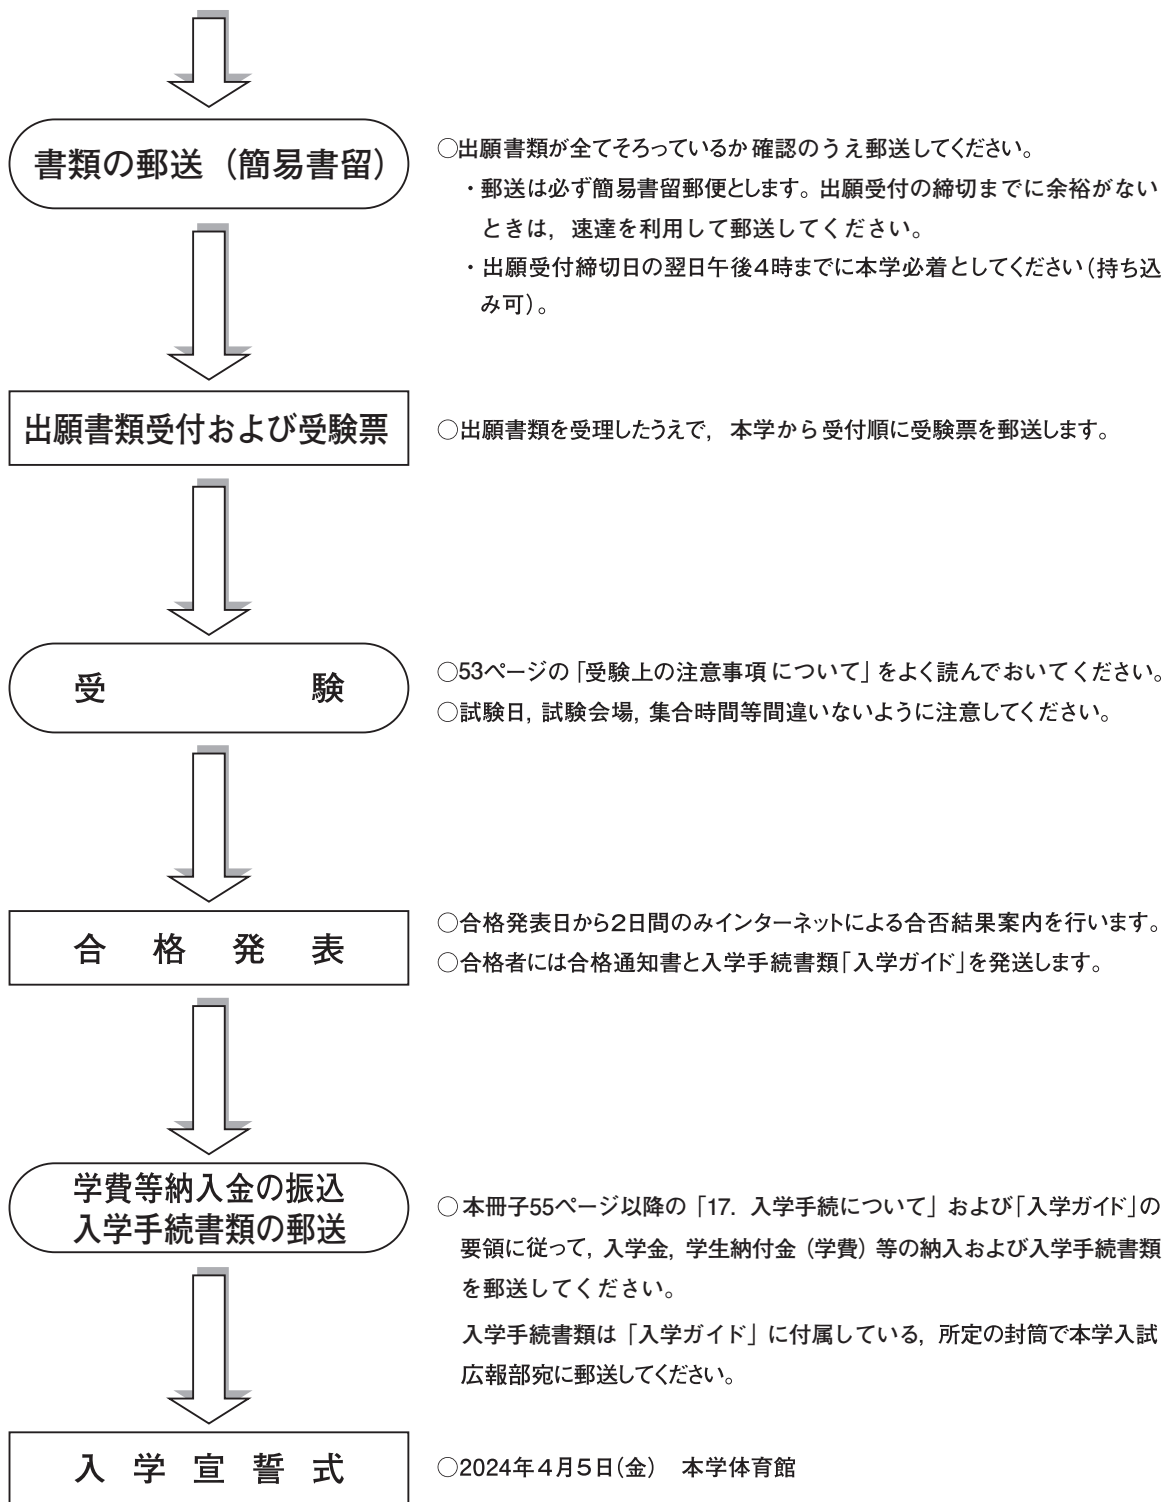 書類の郵送（簡易書留）
○出願書類が全てそろっているか確認のうえ郵送してください。
・郵送は必ず簡易書留郵便とします。出願受付の締切までに余裕がない
ときは，速達を利用して郵送してください。
・出願受付締切日の翌日午後４時までに本学必着としてください（持ち込
み可）。
出願書類受付および受験票
○出願書類を受理したうえで，本学から受付順に受験票を郵送します。
受　験
○53ページの「受験上の注意事項について」をよく読んでおいてください。
○試験日，試験会場，集合時間等間違いないように注意してください。
合格発表
○合格発表日から２日間のみインターネットによる合否結果案内を行います。
○合格者には合格通知書と入学手続書類「入学ガイド」を発送します。
学費等納入金の振込
入学手続書類の郵送
○本冊子55ページ以降の「17．入学手続について」および「入学ガイド」の
要領に従って，入学金，学生納付金（学費）等の納入および入学手続書類
を郵送してください。
入学手続書類は「入学ガイド」に付属している，所定の封筒で本学入試
広報部宛に郵送してください。
入学宣誓式
○2024年４月５日（金）　本学体育館